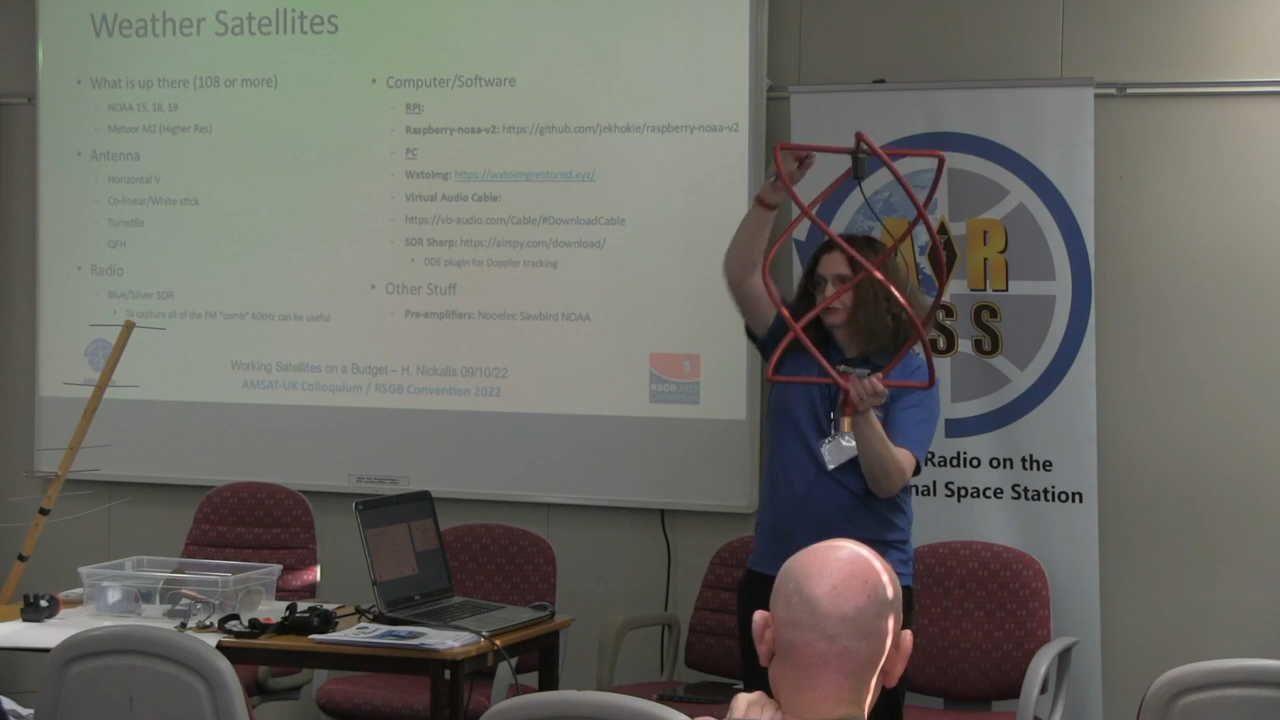 Weather Satellites
• What is up there (108 or more)
- NOAA 15, 18, 19
- Meteor M2 (Higher Res)
• Antenna
- Horizontal V
- Co-linear/White stick
- Turnstile
- QFH
• Radio
- Blue/Silver SDR
• To capture all of the FM "comb" 40kHz can be useful
• Computer/Software
- RPI:
- Raspberry-noaa-v2: https://github.com/jekhokie/raspberry-noaa-v2
- PC
- WxtoImg: https://wxtoimgrestored.xyz/
- Virtual Audio Cable:
- https://vb-audio.com/Cable/#DownloadCable
- SDR Sharp: https://airspy.com/download/
• DDE plugin for Doppler tracking
• Other Stuff
- Pre-amplifiers: Nooelec Sawbird NOAA
Working Satellites on a Budget – H. Nickalls 09/10/22
AMSAT-UK Colloquium / RSGB Convention 2022
RSGB 2022
R
SS
Radio on the
nal Space Station